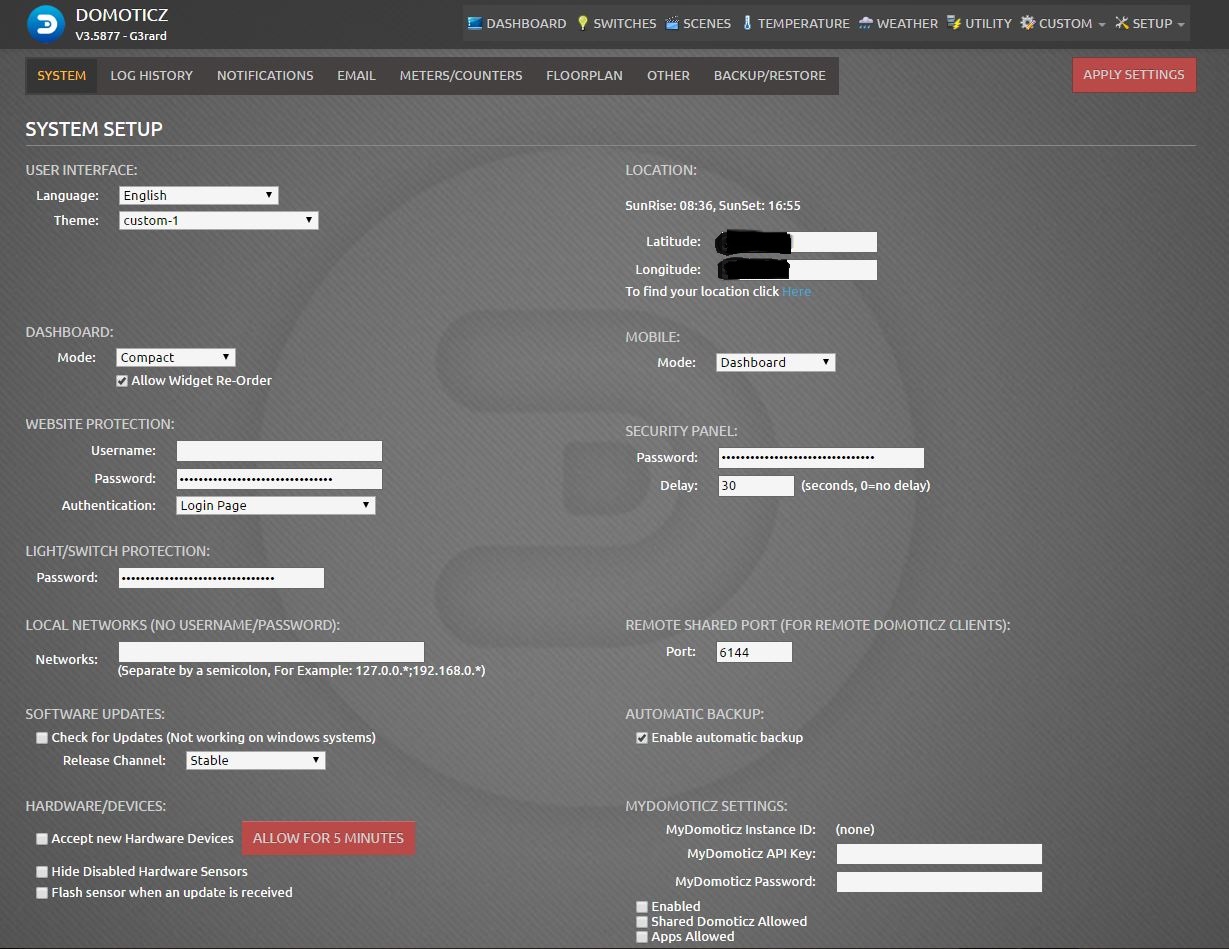 DOMOTICZ
V3.5877 - G3rard
DASHBOARD SWITCHES SCENES TEMPERATURE WEATHER UTILITY CUSTOM SETUP
SYSTEM LOG HISTORY NOTIFICATIONS EMAIL METERS/COUNTERS FLOORPLAN OTHER BACKUP/RESTORE
APPLY SETTINGS
SYSTEM SETUP
USER INTERFACE:
Language: English
Theme: custom-1
LOCATION:
SunRise: 08:36, SunSet: 16:55
Latitude:
Longitude:
To find your location click Here
DASHBOARD:
Mode: Compact
Allow Widget Re-Order
MOBILE:
Mode: Dashboard
WEBSITE PROTECTION:
Username:
Password: ••••••••••••••••••••••••••••••••
Authentication: Login Page
SECURITY PANEL:
Password: ••••••••••••••••••••••••••••••••
Delay: 30 (seconds, 0=no delay)
LIGHT/SWITCH PROTECTION:
Password: ••••••••••••••••••••••••••••••••
LOCAL NETWORKS (NO USERNAME/PASSWORD):
Networks:
(Separate by a semicolon, For Example: 127.0.0.*;192.168.0.*)
REMOTE SHARED PORT (FOR REMOTE DOMOTICZ CLIENTS):
Port: 6144
SOFTWARE UPDATES:
Check for Updates (Not working on windows systems)
Release Channel: Stable
AUTOMATIC BACKUP:
Enable automatic backup
HARDWARE/DEVICES:
Accept new Hardware Devices ALLOW FOR 5 MINUTES
Hide Disabled Hardware Sensors
Flash sensor when an update is received
MYDOMOTICZ SETTINGS:
MyDomoticz Instance ID: (none)
MyDomoticz API Key:
MyDomoticz Password:
Enabled
Shared Domoticz Allowed
Apps Allowed